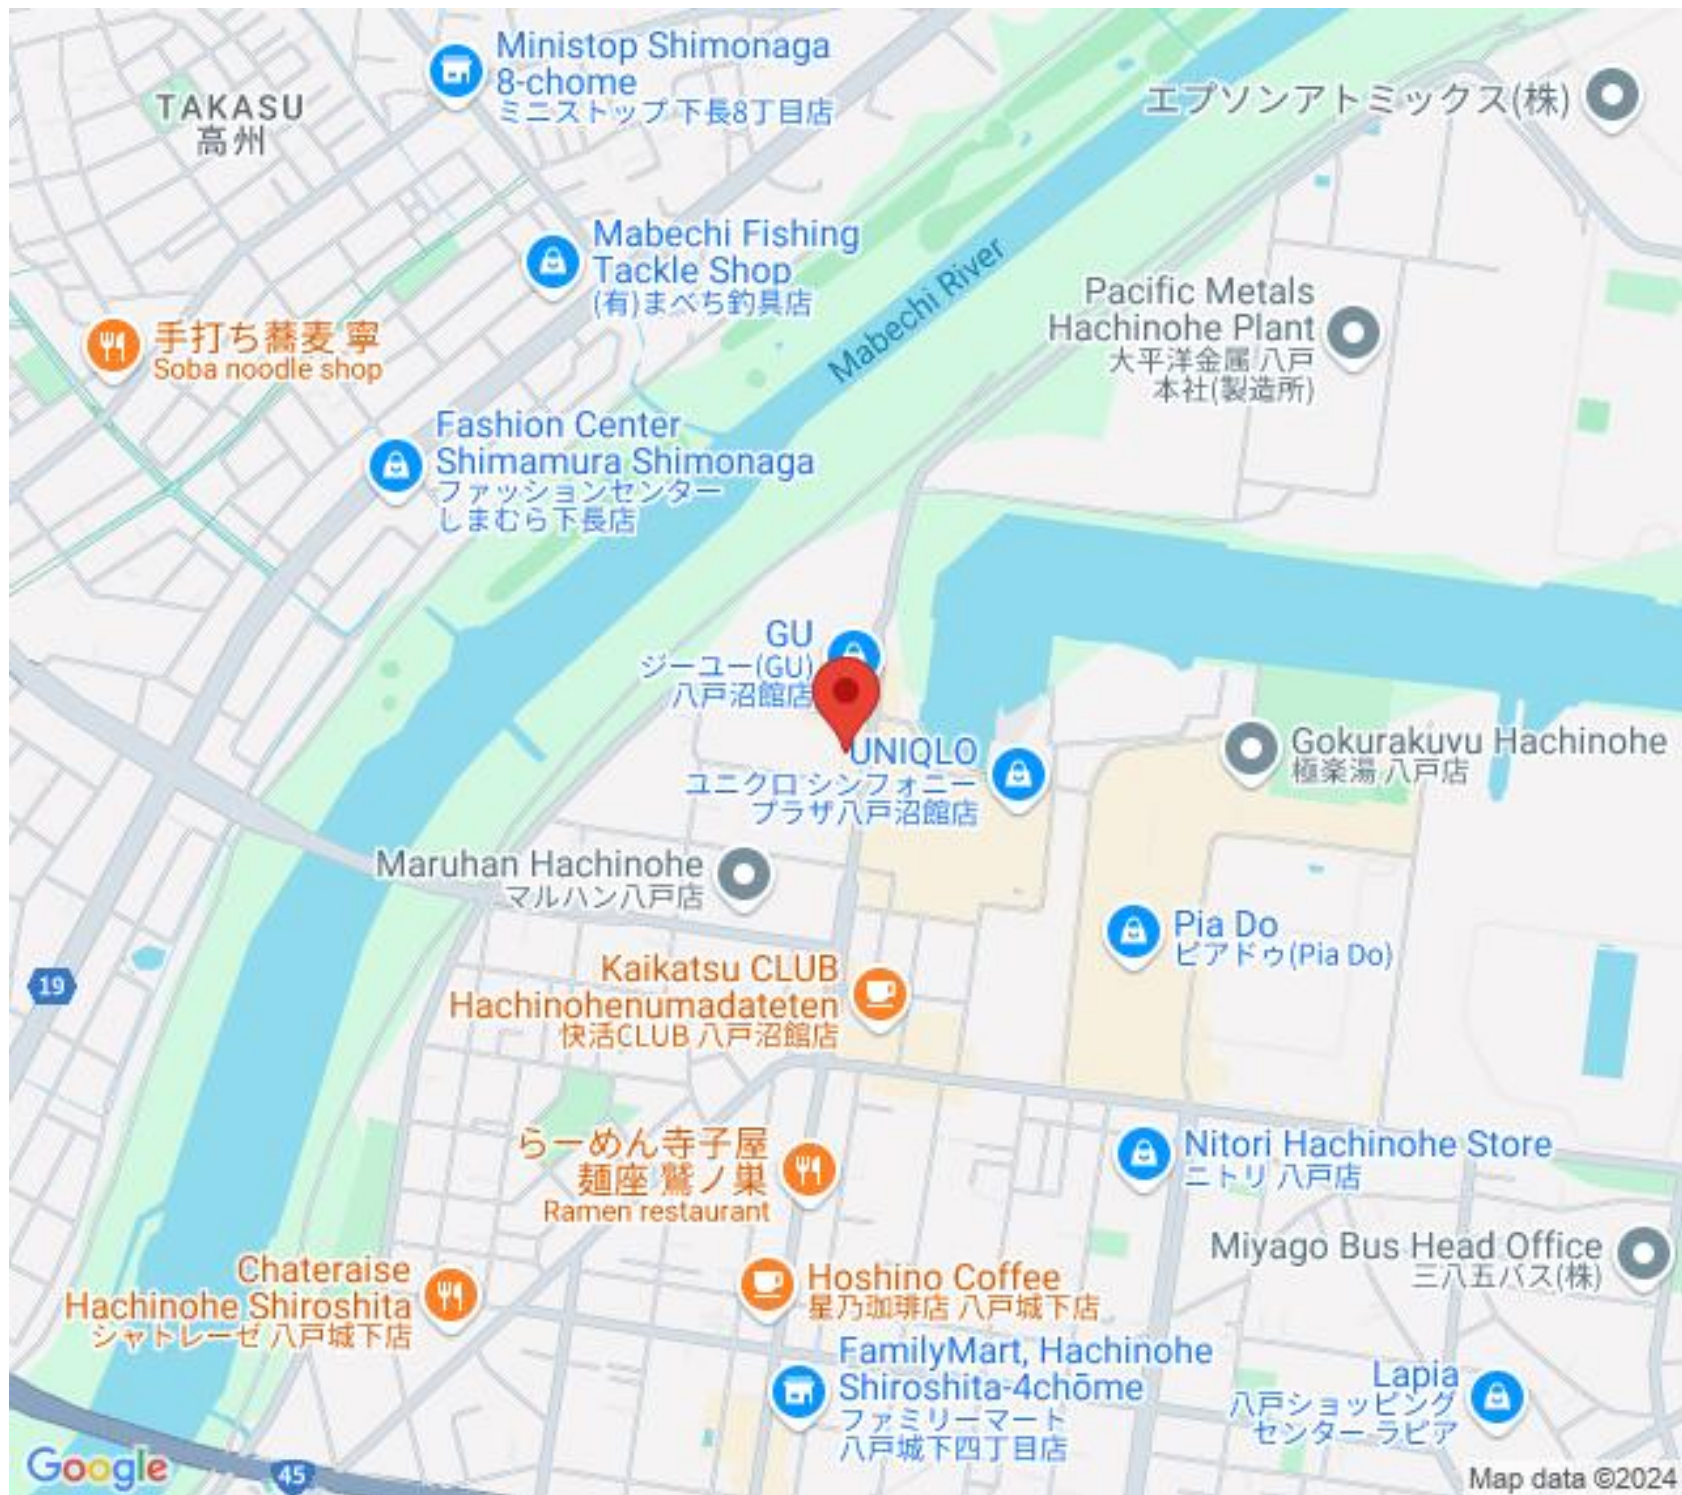 Ministop Shimonaga
8-chome
ミニストップ 下長8丁目店
TAKASU
高州
エプソンアトミックス(株)
Mabechi Fishing
Tackle Shop
(有)まべち釣具店
Mabechi River
Pacific Metals
Hachinohe Plant
大平洋金属 八戸
本社(製造所)
手打ち蕎麦 寧
Soba noodle shop
Fashion Center
Shimamura Shimonaga
ファッションセンター
しまむら下長店
GU
ジーユー(GU)
八戸沼館店
UNIQLO
ユニクロ シンフォニー
プラザ八戸沼館店
Gokurakuyu Hachinohe
極楽湯 八戸店
Maruhan Hachinohe
マルハン八戸店
Pia Do
ピアドゥ(Pia Do)
19
Kaikatsu CLUB
Hachinohenumadateten
快活CLUB 八戸沼館店
らーめん寺子屋
麺座 鷲ノ巣
Ramen restaurant
Nitori Hachinohe Store
ニトリ 八戸店
Miyago Bus Head Office
三八五バス(株)
Chateraise
Hachinohe Shiroshita
シャトレーゼ 八戸城下店
Hoshino Coffee
星乃珈琲店 八戸城下店
FamilyMart, Hachinohe
Shiroshita-4chōme
ファミリーマート
八戸城下四丁目店
Lapia
八戸ショッピング
センター ラピア
Google
45
Map data ©2024